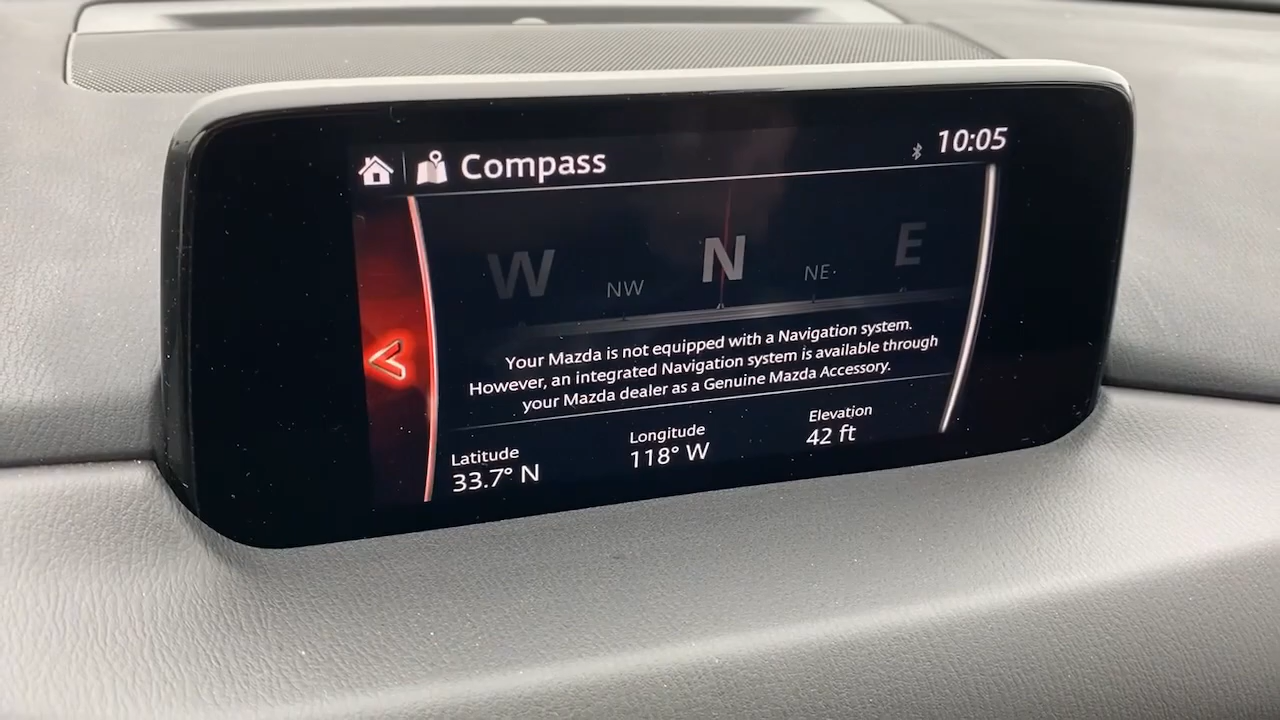 Compass
10:05
W NW N NE E
Your Mazda is not equipped with a Navigation system.
However, an integrated Navigation system is available through
your Mazda dealer as a Genuine Mazda Accessory.
Latitude Longitude Elevation
33.7° N 118° W 42 ft